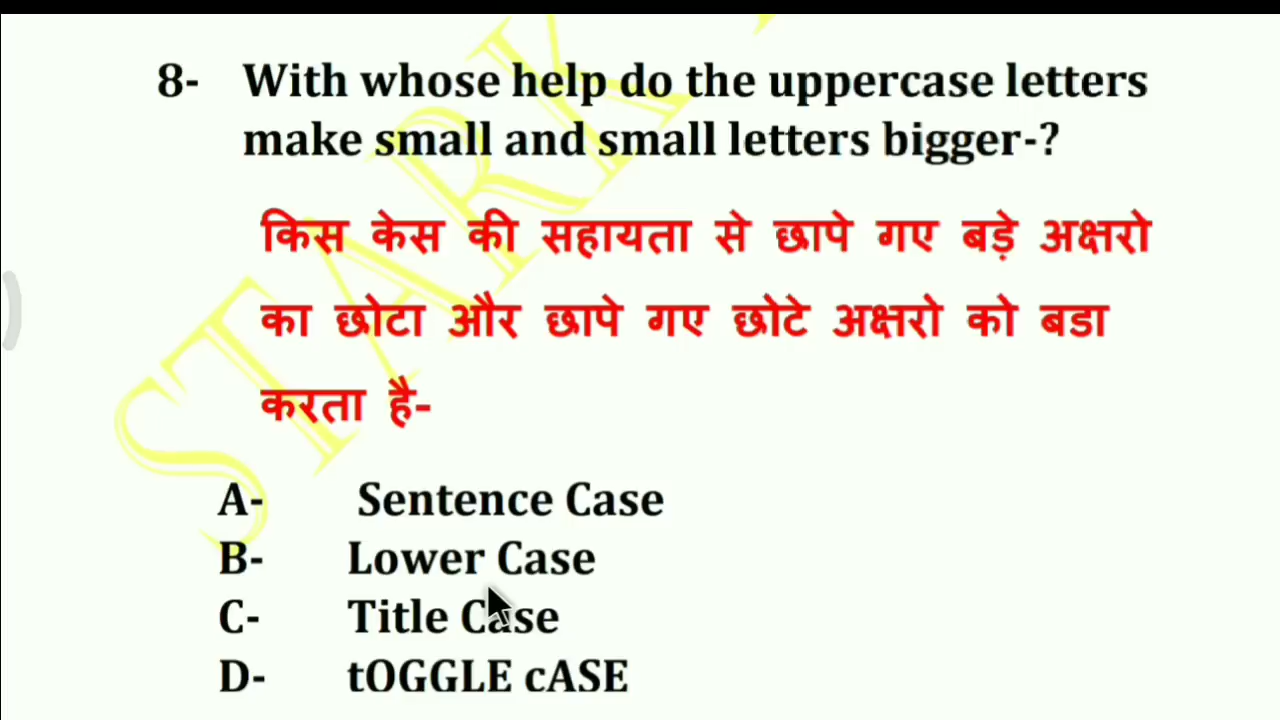 8- With whose help do the uppercase letters
make small and small letters bigger-?
किस केस की सहायता से छापे गए बड़े अक्षरो
का छोटा और छापे गए छोटे अक्षरो को बडा
करता है-
A- Sentence Case
B- Lower Case
C- Title Case
D- tOGGLE cASE
STARK